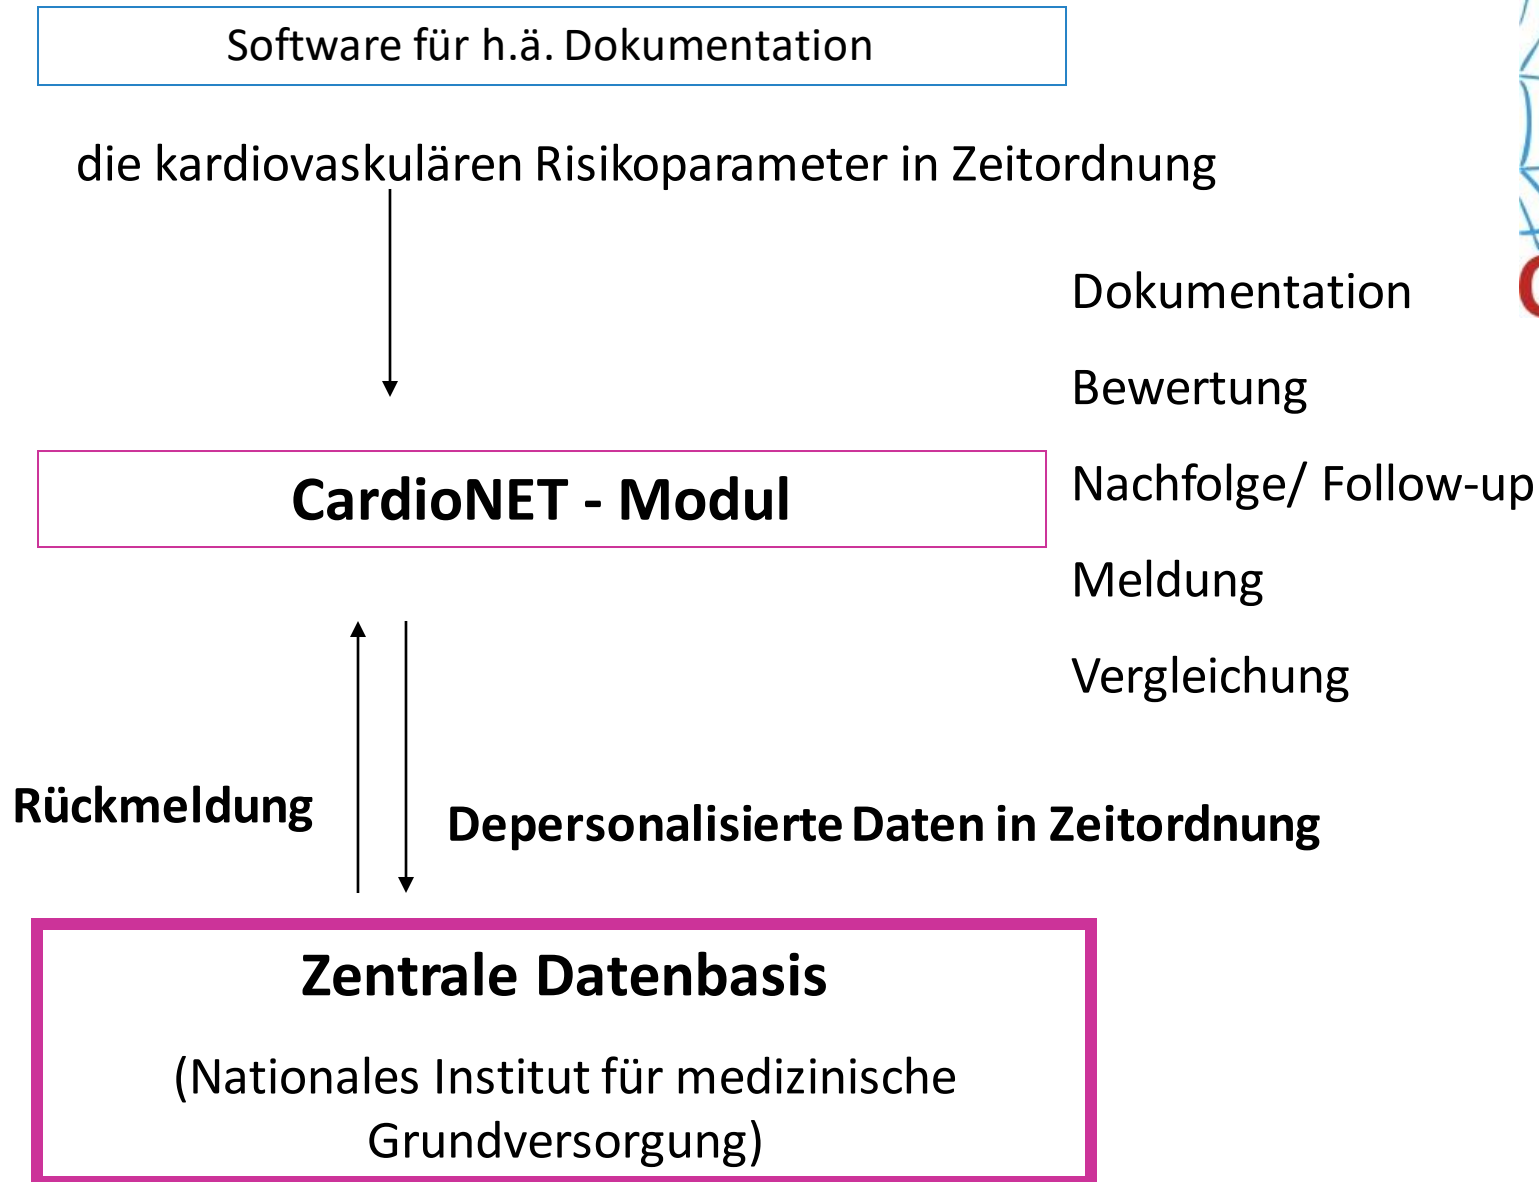 Software für h.ä. Dokumentation
die kardiovaskulären Risikoparameter in Zeitordnung
Dokumentation
Bewertung
CardioNET - Modul
Nachfolge/ Follow-up
Meldung
Vergleichung
Rückmeldung
Depersonalisierte Daten in Zeitordnung
Zentrale Datenbasis
(Nationales Institut für medizinische
Grundversorgung)